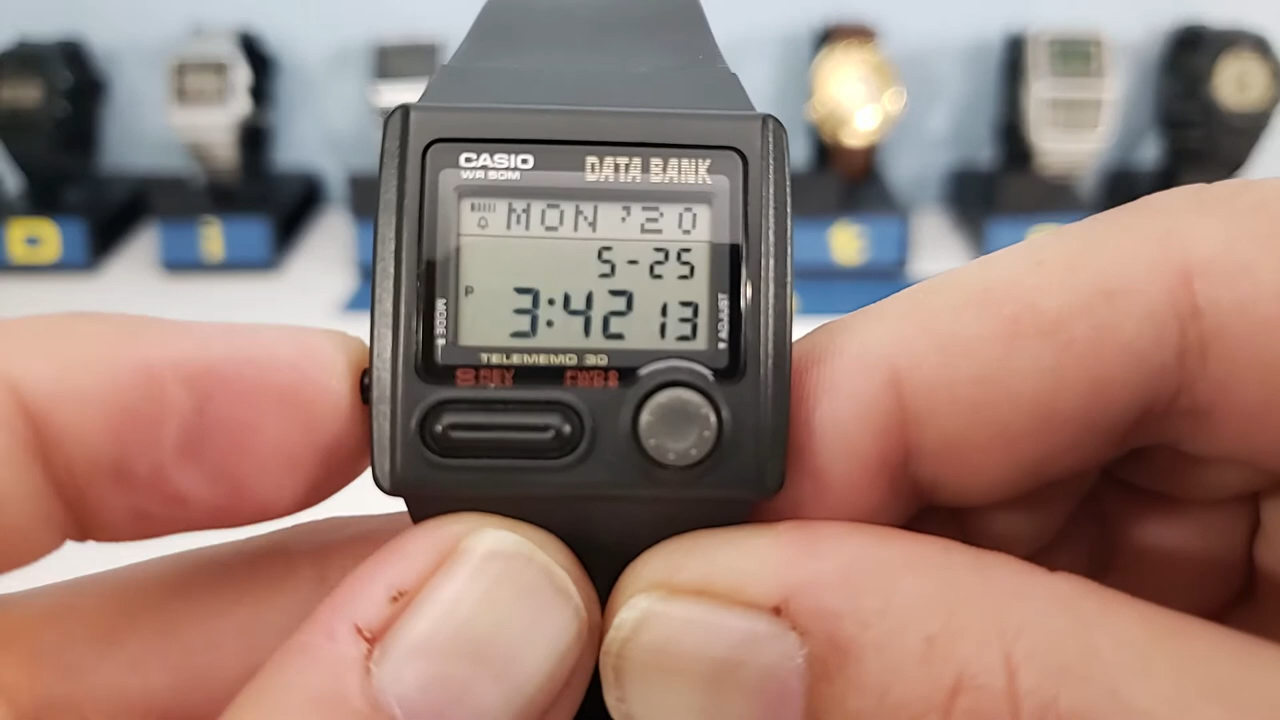 CASIO DATA BANK
WR 50M
MON '20
5-25
P 3:42 13
MODE
ADJUST
TELEMEMO 30
REV FWD
D
i
t